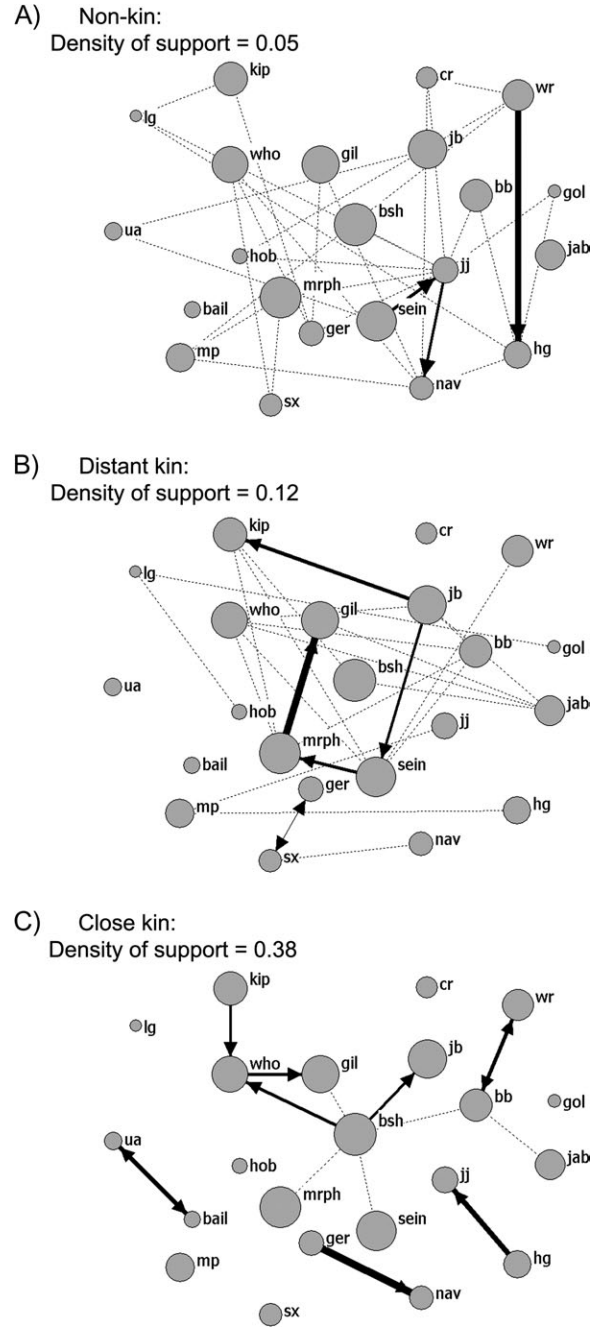 A) Non-kin:
Density of support = 0.05
kip
cr
wr
lg
jb
who
gil
bb
gol
bsh
ua
hob
jab
jj
mrph
bail
sein
ger
mp
hg
nav
sx
B) Distant kin:
Density of support = 0.12
kip
cr
wr
lg
jb
who
gil
bb
gol
bsh
ua
jab
hob
jj
mrph
bail
sein
ger
mp
hg
nav
sx
C) Close kin:
Density of support = 0.38
kip
cr
wr
lg
jb
who
gil
bb
gol
bsh
ua
hob
jab
jj
mrph
bail
sein
ger
mp
hg
nav
sx